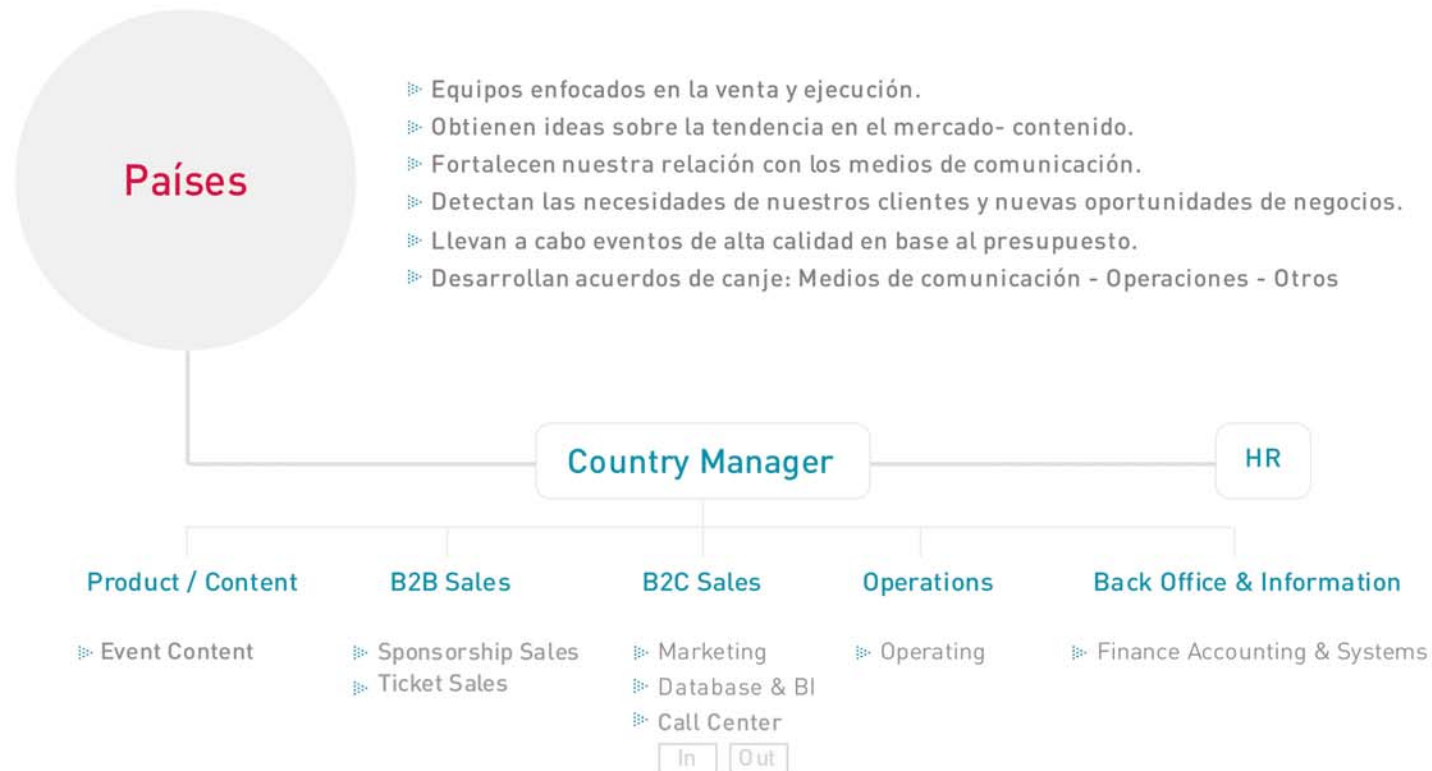 Países
Equipos enfocados en la venta y ejecución.
Obtienen ideas sobre la tendencia en el mercado- contenido.
Fortalecen nuestra relación con los medios de comunicación.
Detectan las necesidades de nuestros clientes y nuevas oportunidades de negocios.
Llevan a cabo eventos de alta calidad en base al presupuesto.
Desarrollan acuerdos de canje: Medios de comunicación - Operaciones - Otros
Country Manager
HR
Product / Content
B2B Sales
B2C Sales
Operations
Back Office & Information
Event Content
Sponsorship Sales
Ticket Sales
Marketing
Database & BI
Call Center
In
Out
Operating
Finance Accounting & Systems